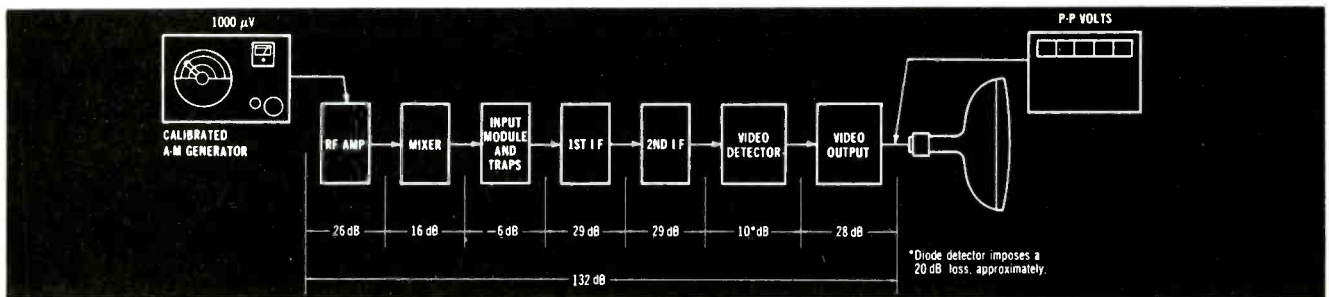 1000 μV
P-P VOLTS
CALIBRATED
A-M GENERATOR
RF AMP
MIXER
INPUT
MODULE
AND
TRAPS
1ST IF
2ND IF
VIDEO
DETECTOR
VIDEO
OUTPUT
26 dB
16 dB
-6 dB
29 dB
29 dB
10*dB
28 dB
*Diode detector imposes a
20 dB loss, approximately.
132 dB